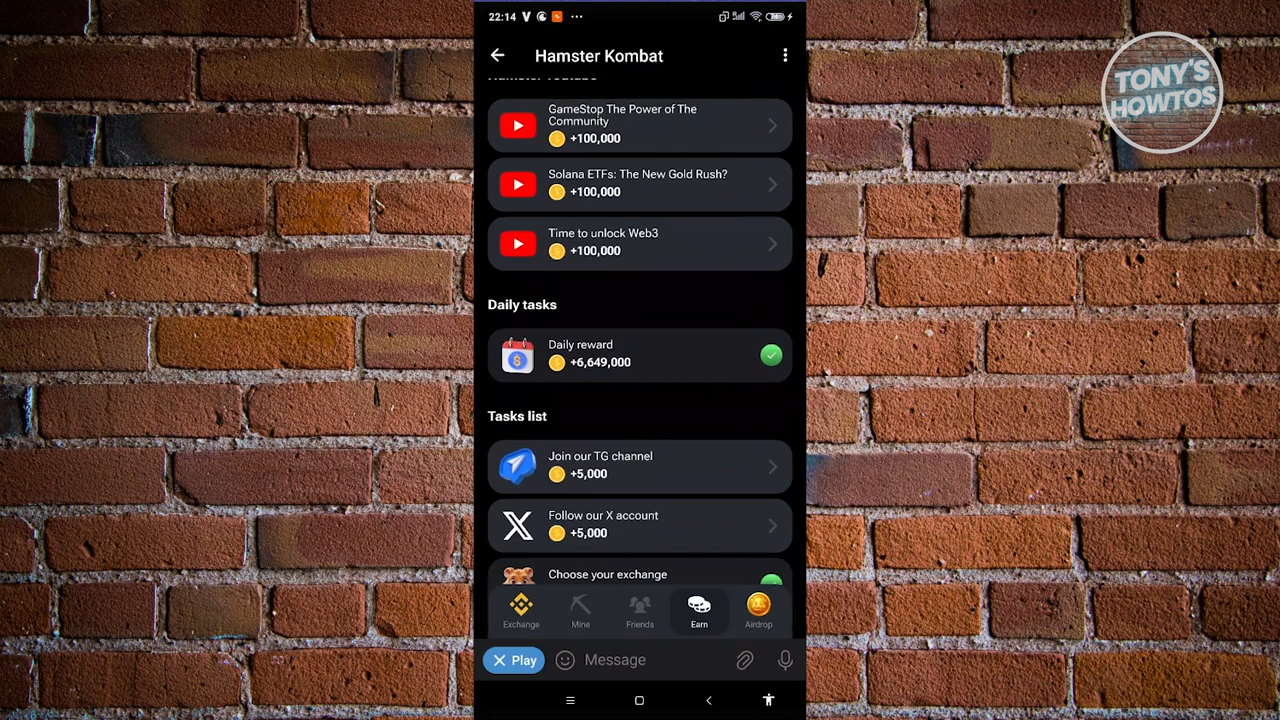 22:14
Hamster Kombat
Hamster Youtube
GameStop The Power of The
Community
+100,000
Solana ETFs: The New Gold Rush?
+100,000
Time to unlock Web3
+100,000
Daily tasks
Daily reward
+6,649,000
Tasks list
Join our TG channel
+5,000
Follow our X account
+5,000
Choose your exchange
Exchange
Mine
Friends
Earn
Airdrop
Play
Message
TONY'S
HOWTOS